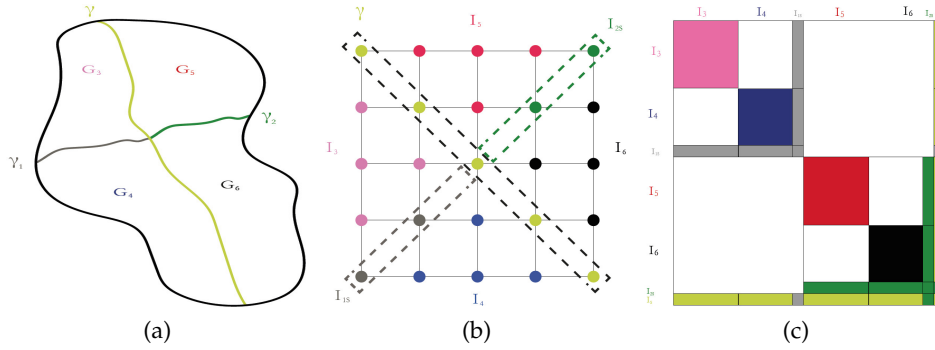 γ
G₃
G₅
γ₂
γ₁
G₄
G₆
(a)
γ
I₅
I₂ₛ
I₃
I₆
I₁ₛ
I₄
(b)
I₃ I₄ I₅ I₆
I₃
I₄
I₅
I₆
(c)